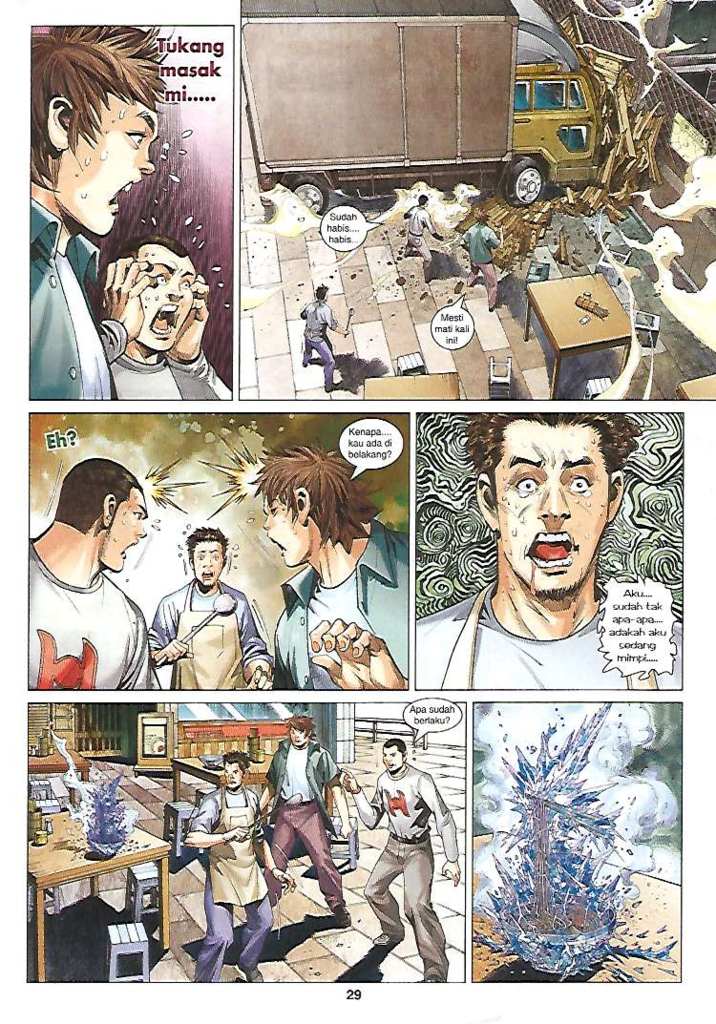 Tukang
masak
mi.....
Sudah
habis....
habis..
Mesti
mati kali
ini!
Eh?
Kenapa....
kau ada di
belakang?
Aku....
sudah tak
apa-apa....
adakah aku
sedang
mimpi.....
Apa sudah
berlaku?
29